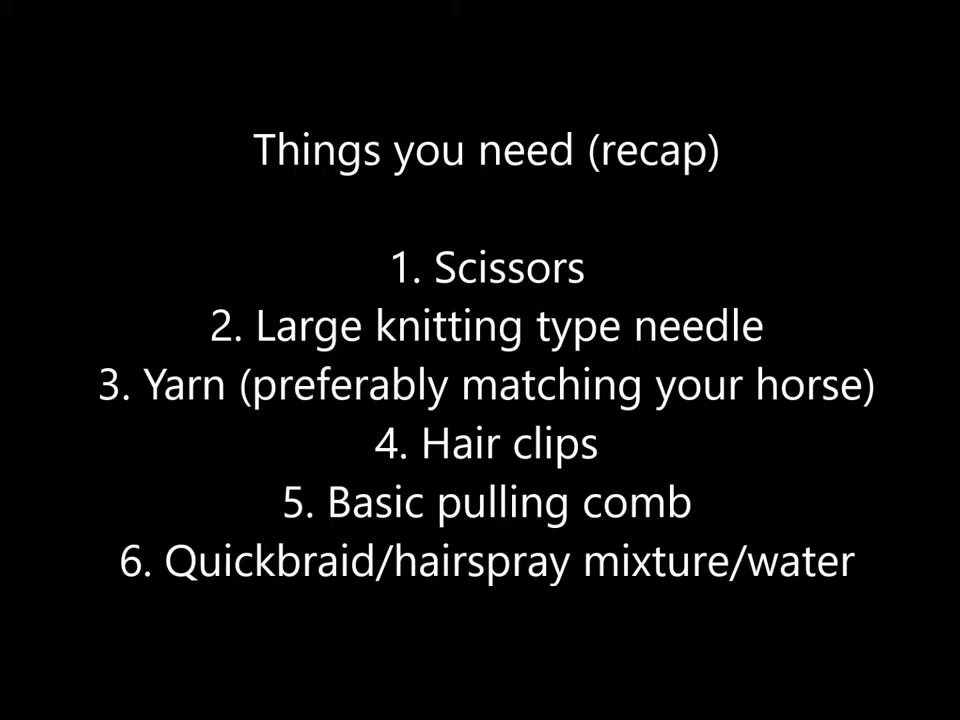 Things you need (recap)
1. Scissors
2. Large knitting type needle
3. Yarn (preferably matching your horse)
4. Hair clips
5. Basic pulling comb
6. Quickbraid/hairspray mixture/water